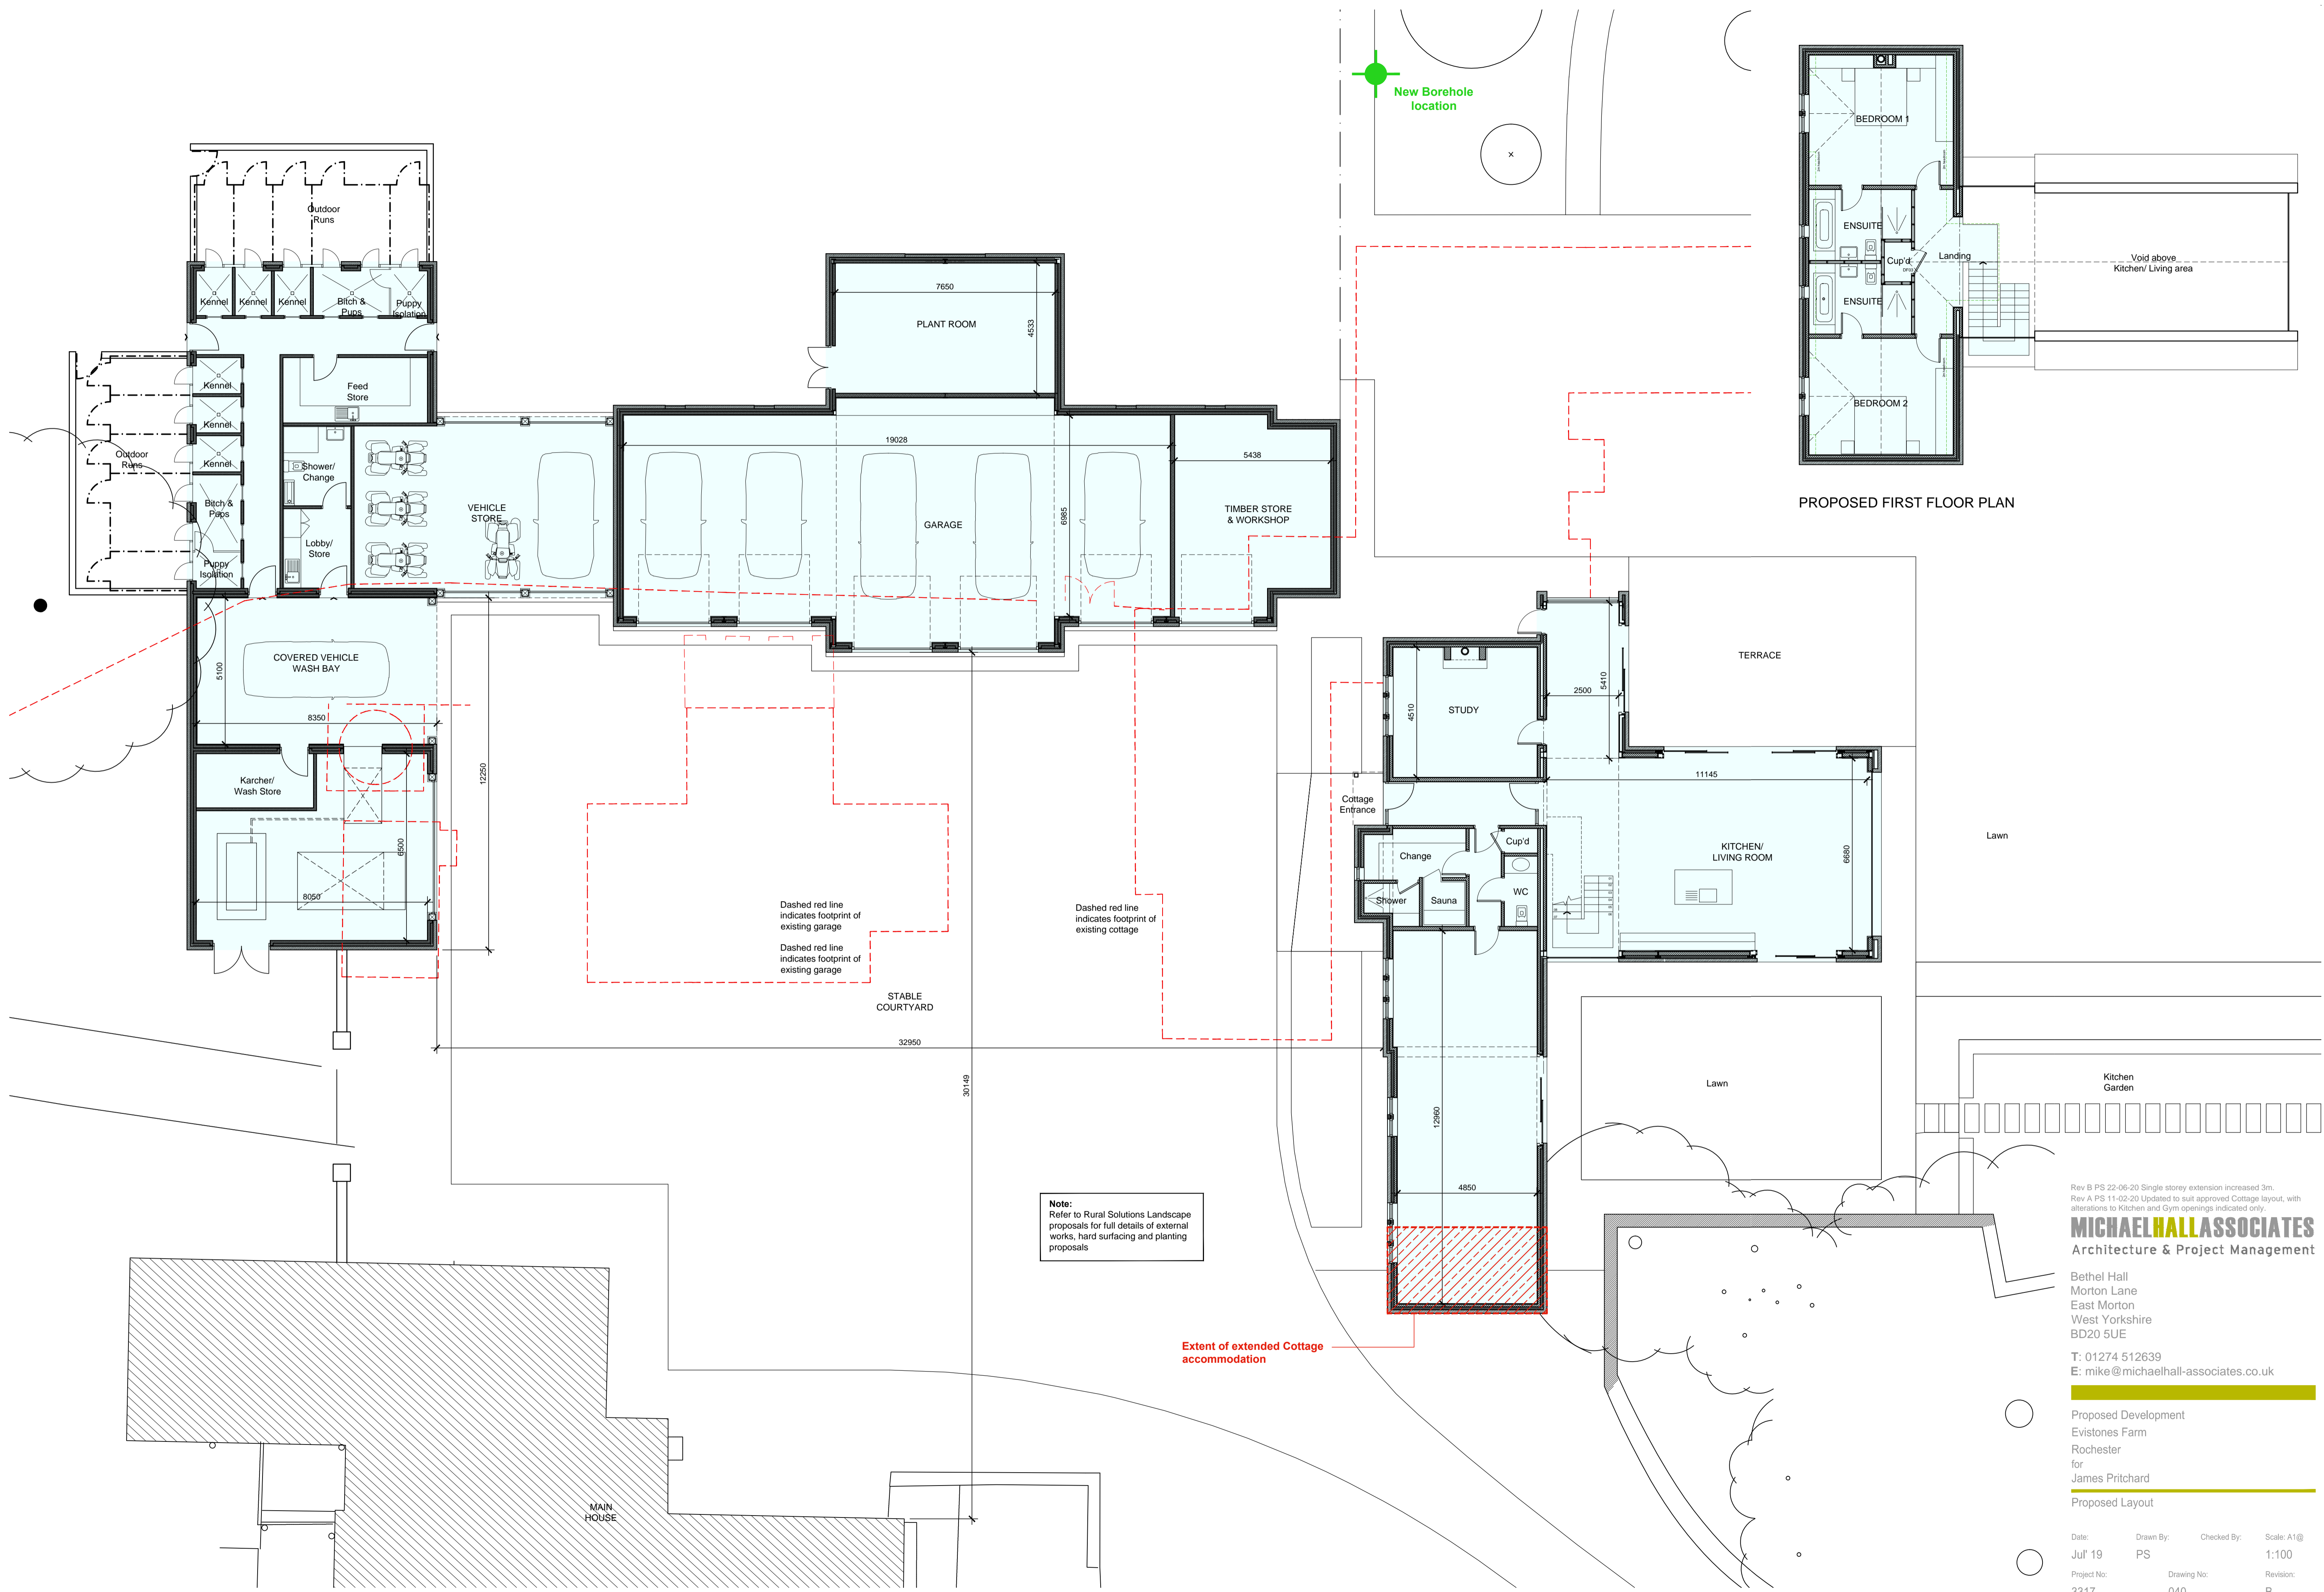 New Borehole
location
BEDROOM 1
ENSUITE
Cup'd
Landing
Void above
Kitchen/ Living area
ENSUITE
BEDROOM 2
PROPOSED FIRST FLOOR PLAN
Outdoor
Runs
Kennel
Kennel
Kennel
Bitch &
Pups
Puppy
Isolation
Kennel
Kennel
Kennel
Outdoor
Runs
Bitch &
Pups
Puppy
Isolation
Feed
Store
Shower/
Change
Lobby/
Store
VEHICLE
STORE
7650
PLANT ROOM
4533
19028
GARAGE
6985
5438
TIMBER STORE
& WORKSHOP
COVERED VEHICLE
WASH BAY
5100
8350
Karcher/
Wash Store
6500
8050
12250
Dashed red line
indicates footprint of
existing garage
Dashed red line
indicates footprint of
existing garage
Dashed red line
indicates footprint of
existing cottage
STABLE
COURTYARD
32950
30149
STUDY
4510
2500
5410
TERRACE
11145
Cottage
Entrance
Change
Cup'd
WC
Shower
Sauna
KITCHEN/
LIVING ROOM
6680
Lawn
Lawn
Kitchen
Garden
12960
4850
Note:
Refer to Rural Solutions Landscape
proposals for full details of external
works, hard surfacing and planting
proposals
Extent of extended Cottage
accommodation
MAIN
HOUSE
Rev B PS 22-06-20 Single storey extension increased 3m.
Rev A PS 11-02-20 Updated to suit approved Cottage layout, with
alterations to Kitchen and Gym openings indicated only.
MICHAELHALLASSOCIATES
Architecture & Project Management
Bethel Hall
Morton Lane
East Morton
West Yorkshire
BD20 5UE
T: 01274 512639
E: mike@michaelhall-associates.co.uk
Proposed Development
Evistones Farm
Rochester
for
James Pritchard
Proposed Layout
Date: Drawn By: Checked By: Scale: A1@
Jul' 19 PS 1:100
Project No: Drawing No: Revision:
3317 040 B